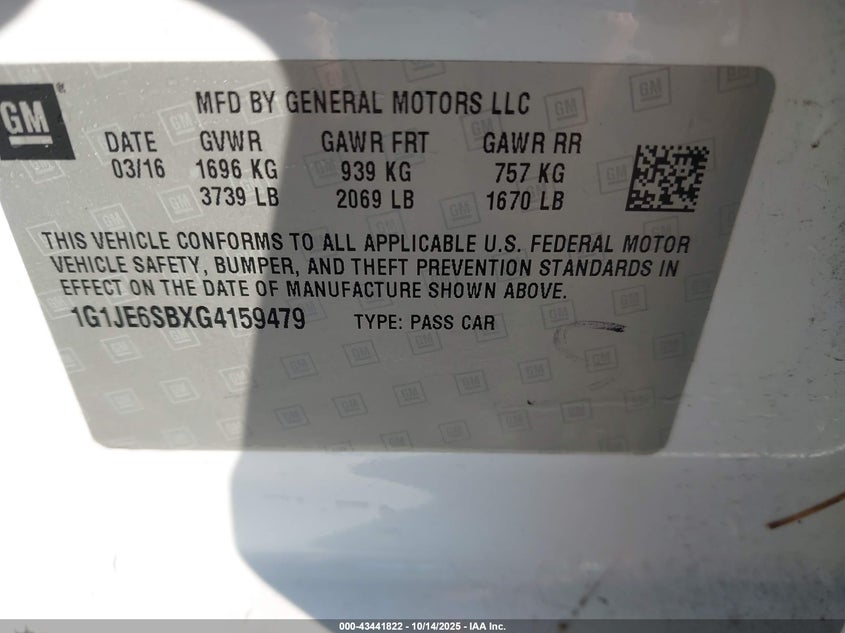 GM®
MFD BY GENERAL MOTORS LLC
DATE GVWR GAWR FRT GAWR RR
03/16 1696 KG 939 KG 757 KG
3739 LB 2069 LB 1670 LB
THIS VEHICLE CONFORMS TO ALL APPLICABLE U.S. FEDERAL MOTOR
VEHICLE SAFETY, BUMPER, AND THEFT PREVENTION STANDARDS IN
EFFECT ON THE DATE OF MANUFACTURE SHOWN ABOVE.
1G1JE6SBXG4159479 TYPE: PASS CAR
000-43441822 - 10/14/2025 - IAA Inc.